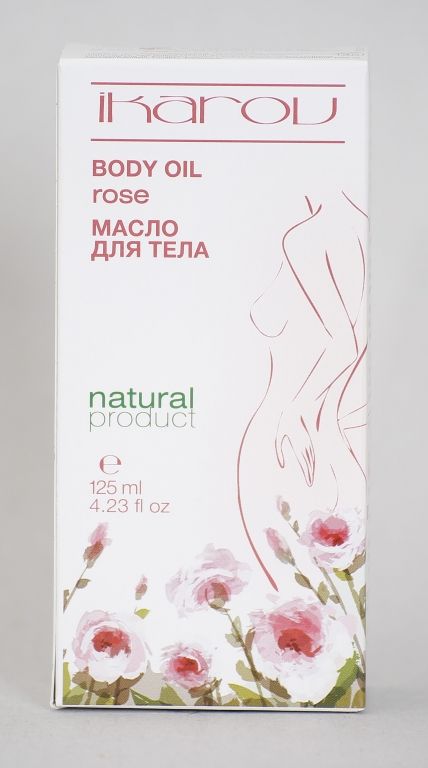 ikarov
BODY OIL
rose
МАСЛО
ДЛЯ ТЕЛА
natural
product
℮
125 ml
4.23 fl oz